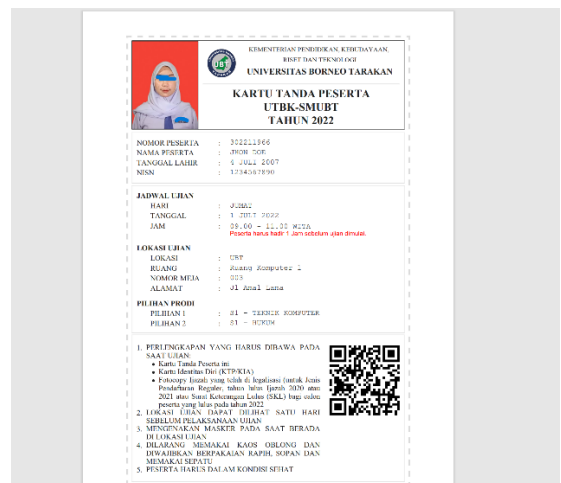 KEMENTERIAN PENDIDIKAN, KEBUDAYAAN,
RISET DAN TEKNOLOGI
UNIVERSITAS BORNEO TARAKAN
UBT
KARTU TANDA PESERTA
UTBK-SMUBT
TAHUN 2022
NOMOR PESERTA : 302211966
NAMA PESERTA : JHON DOE
TANGGAL LAHIR : 4 JULI 2007
NISN : 1234567890
JADWAL UJIAN
HARI : JUMAT
TANGGAL : 1 JULI 2022
JAM : 09.00 - 11.30 WITA
Peserta harus hadir 1 Jam sebelum ujian dimulai.
LOKASI UJIAN
LOKASI : UBT
RUANG : Ruang Komputer 1
NOMOR MEJA : 003
ALAMAT : Jl Amal Lama
PILIHAN PRODI
PILIHAN 1 : S1 - TEKNIK KOMPUTER
PILIHAN 2 : S1 - HUKUM
1. PERLENGKAPAN YANG HARUS DIBAWA PADA
SAAT UJIAN:
• Kartu Tanda Peserta ini
• Kartu Identitas Diri (KTP/KIA)
• Fotocopy Ijazah yang telah di legalisasi (untuk Jenis
Pendaftaran Reguler, tahun lulus Ijazah 2020 atau
2021 atau Surat Keterangan Lulus (SKL) bagi calon
peserta yang lulus pada tahun 2022
2. LOKASI UJIAN DAPAT DILIHAT SATU HARI
SEBELUM PELAKSANAAN UJIAN
3. MENGENAKAN MASKER PADA SAAT BERADA
DI LOKASI UJIAN
4. DILARANG MEMAKAI KAOS OBLONG DAN
DIWAJIBKAN BERPAKAIAN RAPIH, SOPAN DAN
MEMAKAI SEPATU
5. PESERTA HARUS DALAM KONDISI SEHAT